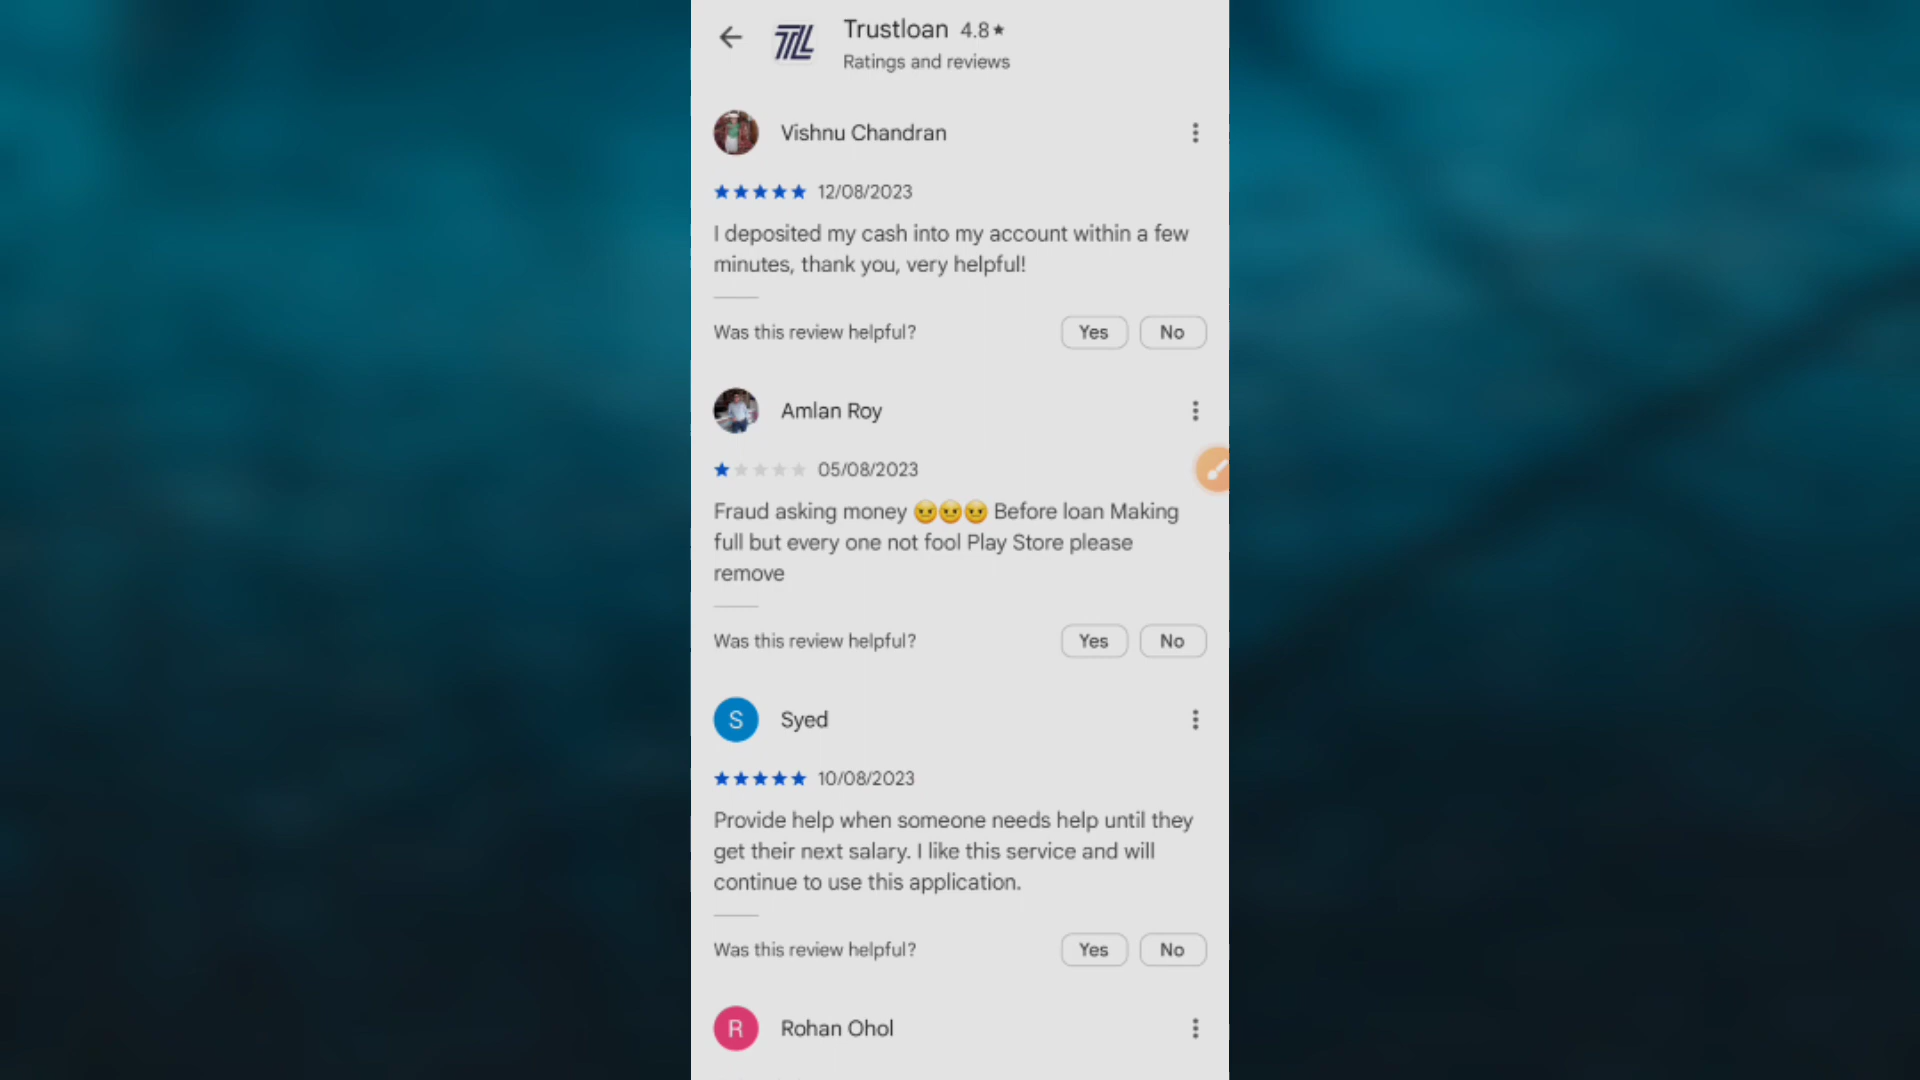 Trustloan 4.8★
Ratings and reviews
Vishnu Chandran
12/08/2023
I deposited my cash into my account within a few
minutes, thank you, very helpful!
Was this review helpful? Yes No
Amlan Roy
05/08/2023
Fraud asking money 😠😠😠 Before loan Making
full but every one not fool Play Store please
remove
Was this review helpful? Yes No
S Syed
10/08/2023
Provide help when someone needs help until they
get their next salary. I like this service and will
continue to use this application.
Was this review helpful? Yes No
R Rohan Ohol